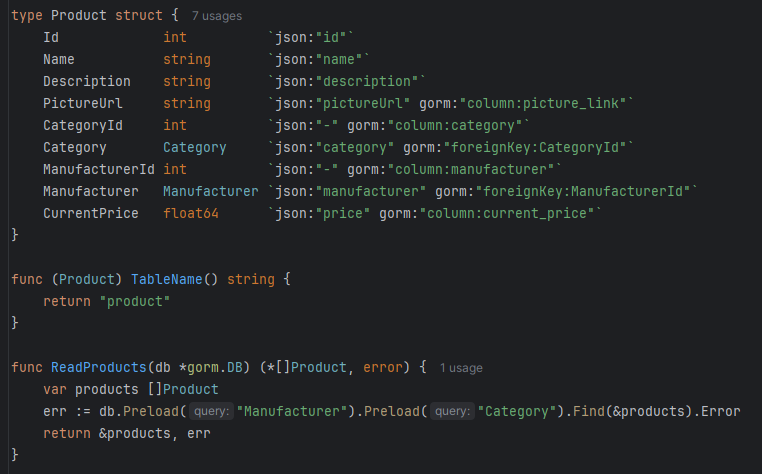 type Product struct {   7 usages
    Id             int          `json:"id"`
    Name           string       `json:"name"`
    Description    string       `json:"description"`
    PictureUrl     string       `json:"pictureUrl" gorm:"column:picture_link"`
    CategoryId     int          `json:"-" gorm:"column:category"`
    Category       Category     `json:"category" gorm:"foreignKey:CategoryId"`
    ManufacturerId int          `json:"-" gorm:"column:manufacturer"`
    Manufacturer   Manufacturer `json:"manufacturer" gorm:"foreignKey:ManufacturerId"`
    CurrentPrice   float64      `json:"price" gorm:"column:current_price"`
}
func (Product) TableName() string {
    return "product"
}
func ReadProducts(db *gorm.DB) (*[]Product, error) {   1 usage
    var products []Product
    err := db.Preload( query: "Manufacturer").Preload( query: "Category").Find(&products).Error
    return &products, err
}